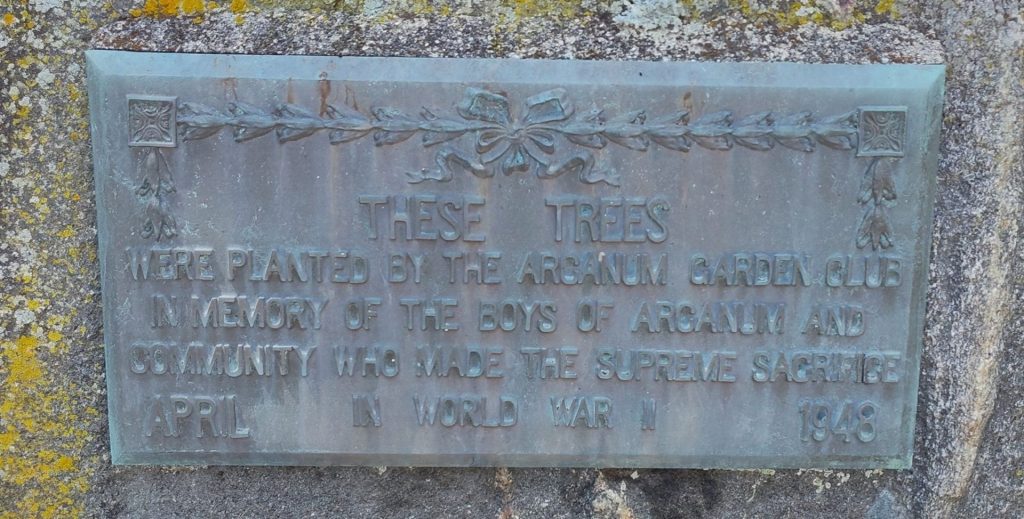 THESE TREES
WERE PLANTED BY THE ARCANUM GARDEN CLUB
IN MEMORY OF THE BOYS OF ARCANUM AND
COMMUNITY WHO MADE THE SUPREME SACRIFICE
APRIL IN WORLD WAR II 1948